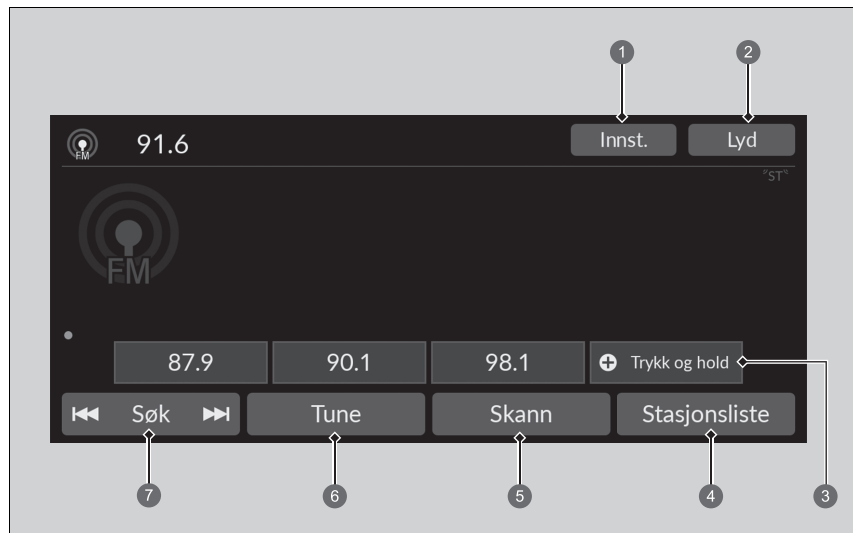 1 2
FM 91.6 Innst. Lyd
ST
FM
87.9 90.1 98.1 Trykk og hold
Søk Tune Skann Stasjonsliste
7 6 5 4 3